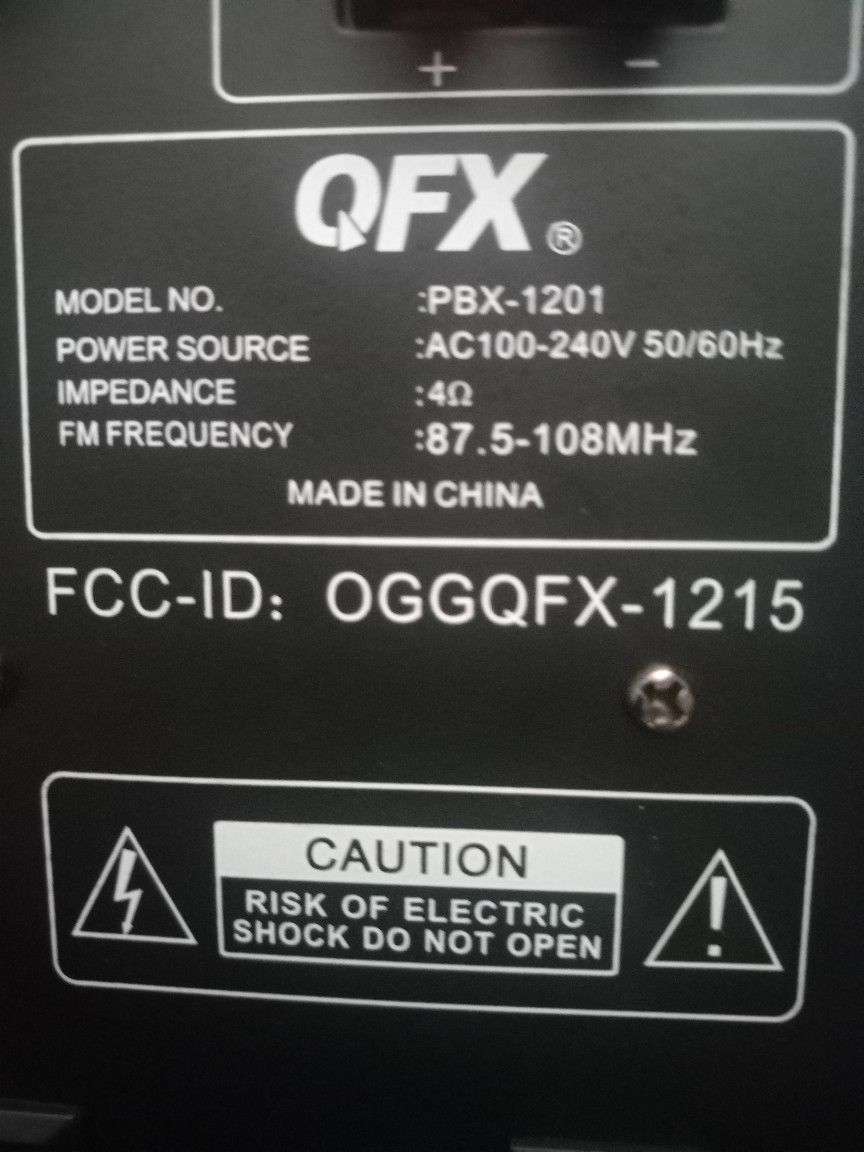 + -
QFX®
MODEL NO. :PBX-1201
POWER SOURCE :AC100-240V 50/60Hz
IMPEDANCE :4Ω
FM FREQUENCY :87.5-108MHz
MADE IN CHINA
FCC-ID: OGGQFX-1215
CAUTION
RISK OF ELECTRIC
SHOCK DO NOT OPEN